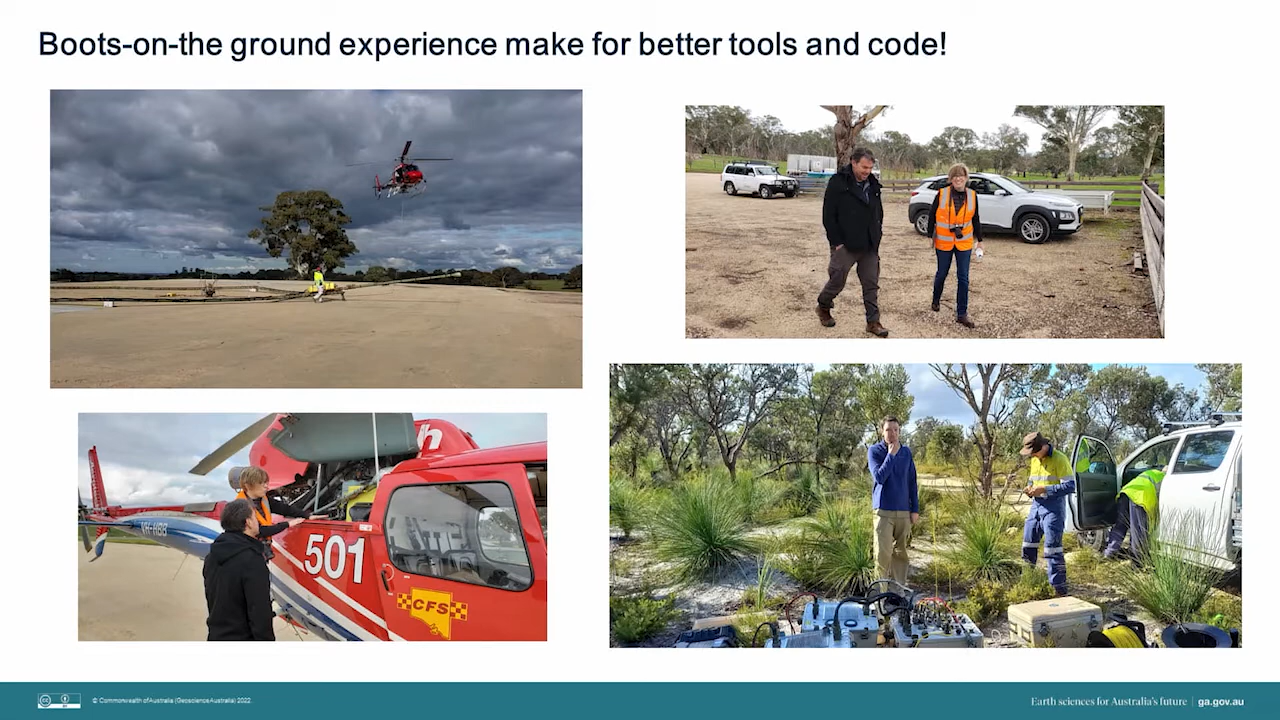 Boots-on-the ground experience make for better tools and code!
501
CFS
© Commonwealth of Australia (Geoscience Australia) 2022.
Earth sciences for Australia's future | ga.gov.au